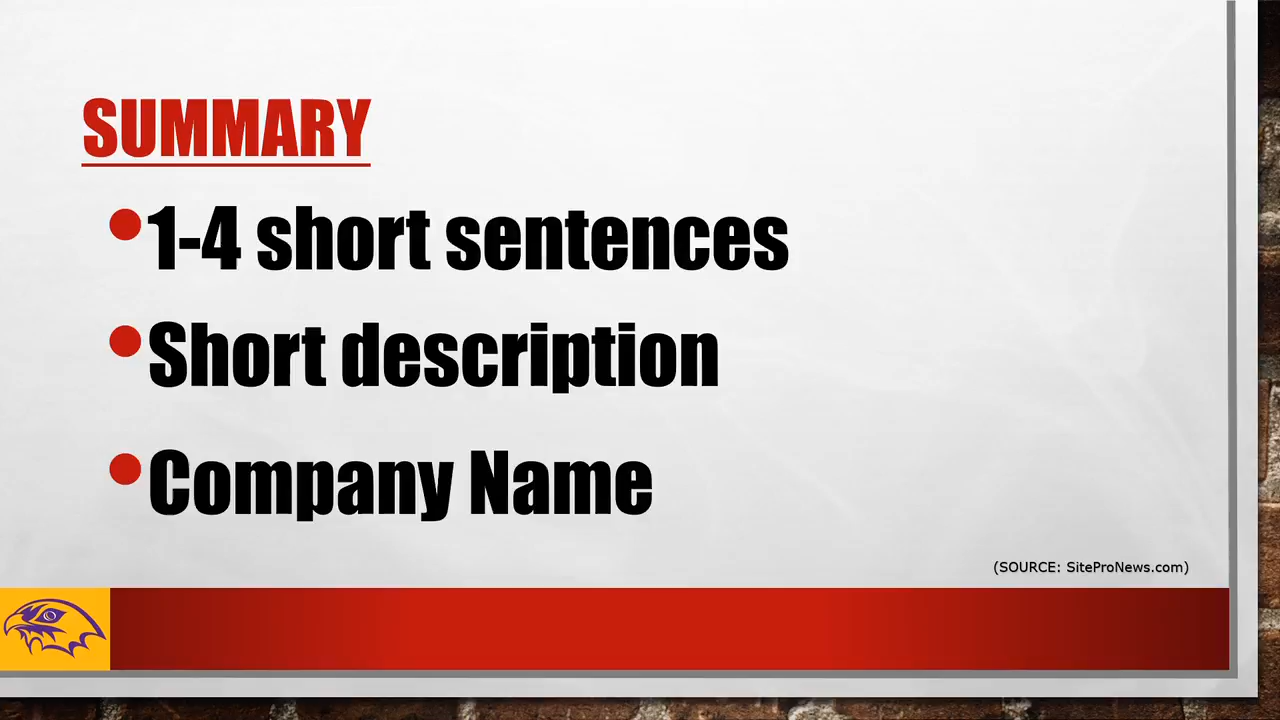 SUMMARY
•1-4 short sentences
•Short description
•Company Name
(SOURCE: SiteProNews.com)